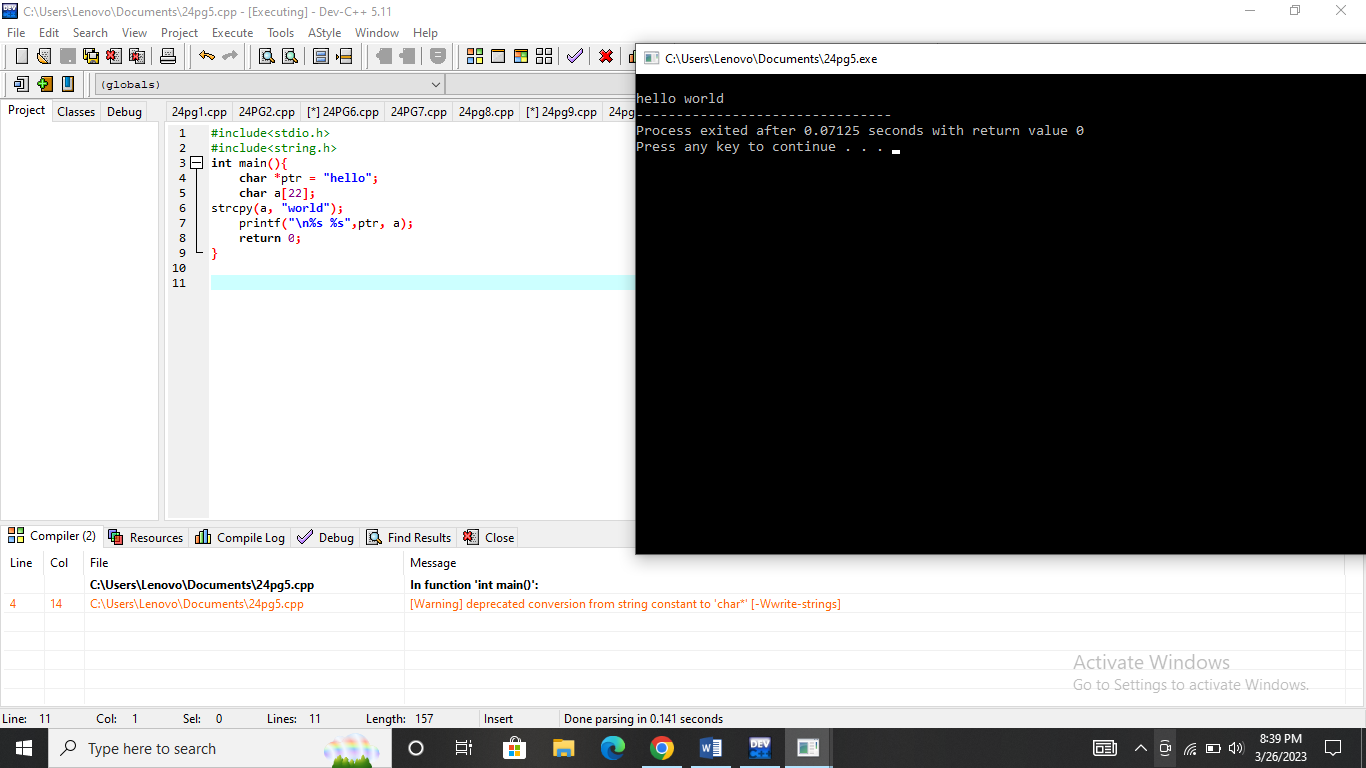 C:\Users\Lenovo\Documents\24pg5.cpp - [Executing] - Dev-C++ 5.11
File Edit Search View Project Execute Tools AStyle Window Help
C:\Users\Lenovo\Documents\24pg5.exe
(globals)
Project Classes Debug
24pg1.cpp 24PG2.cpp [*] 24PG6.cpp 24PG7.cpp 24pg8.cpp [*] 24pg9.cpp 24pg
1 #include<stdio.h>
2 #include<string.h>
3 int main(){
4 char *ptr = "hello";
5 char a[22];
6 strcpy(a, "world");
7 printf("\n%s %s",ptr, a);
8 return 0;
9 }
10
11
hello world
--------------------------------
Process exited after 0.07125 seconds with return value 0
Press any key to continue . . .
Compiler (2) Resources Compile Log Debug Find Results Close
Line Col File Message
C:\Users\Lenovo\Documents\24pg5.cpp In function 'int main()':
4 14 C:\Users\Lenovo\Documents\24pg5.cpp [Warning] deprecated conversion from string constant to 'char*' [-Wwrite-strings]
Activate Windows
Go to Settings to activate Windows.
Line: 11 Col: 1 Sel: 0 Lines: 11 Length: 157 Insert Done parsing in 0.141 seconds
Type here to search
DEV
8:39 PM
3/26/2023